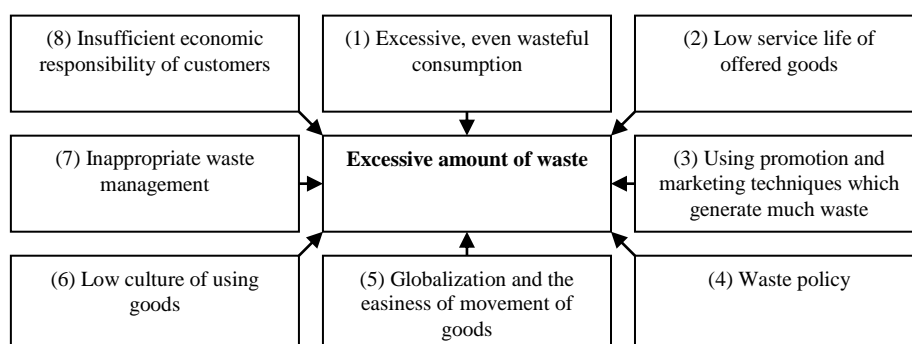 (8) Insufficient economic
responsibility of customers
(1) Excessive, even wasteful
consumption
(2) Low service life of
offered goods
(7) Inappropriate waste
management
Excessive amount of waste
(3) Using promotion and
marketing techniques which
generate much waste
(6) Low culture of using
goods
(5) Globalization and the
easiness of movement of
goods
(4) Waste policy